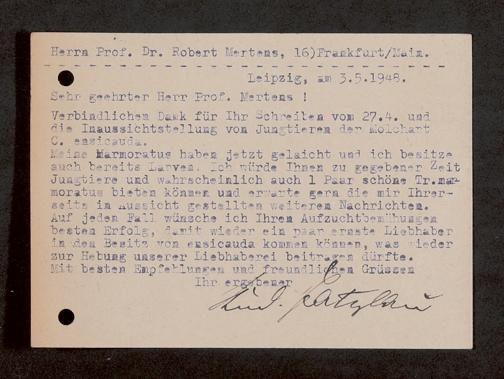 Herrn Prof. Dr. Robert Mertens, 16)Frankfurt/Main.
Leipzig, am 3.5.1948.
Sehr geehrter Herr Prof. Mertens !
Verbindlichen Dank für Ihr Schreiben vom 27.4. und
die Inaussichtstellung von Jungtieren der Molchart
C. ensicauda.
Meine Marmoratus haben jetzt gelaicht und ich besitze
auch bereits Larven. Ich würde Ihnen zu gegebener Zeit
Jungtiere und wahrscheinlich auch 1 Paar schöne Tr.mar-
moratus bieten können und erwarte gern die mir Ihrer-
seits in Aussicht gestellten weiteren Nachrichten.
Auf jeden Fall wünsche ich Ihren Aufzuchtbemühungen
besten Erfolg, damit wieder ein paar ernste Liebhaber
in den Besitz von ensicauda kommen können, was wieder
zur Hebung unserer Liebhaberei beitragen dürfte.
Mit besten Empfehlungen und freundlichen Grüssen
Ihr ergebener